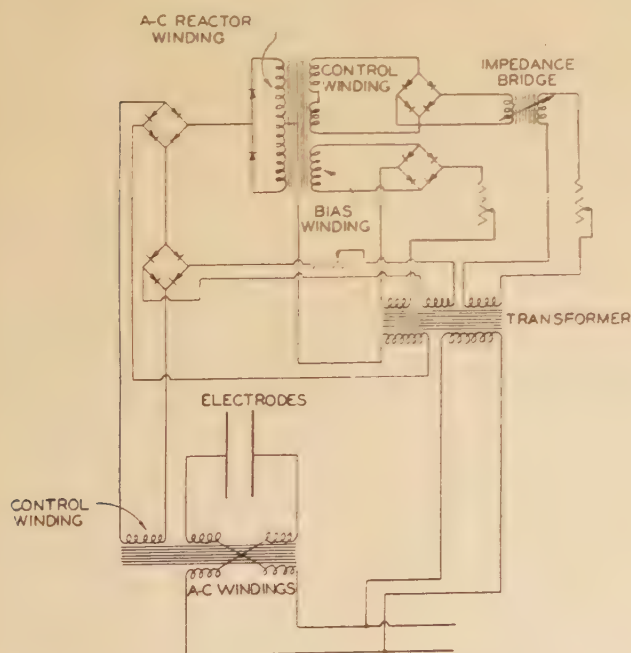 A-C REACTOR
WINDING
CONTROL
WINDING
IMPEDANCE
BRIDGE
BIAS
WINDING
TRANSFORMER
ELECTRODES
CONTROL
WINDING
A-C WINDINGS